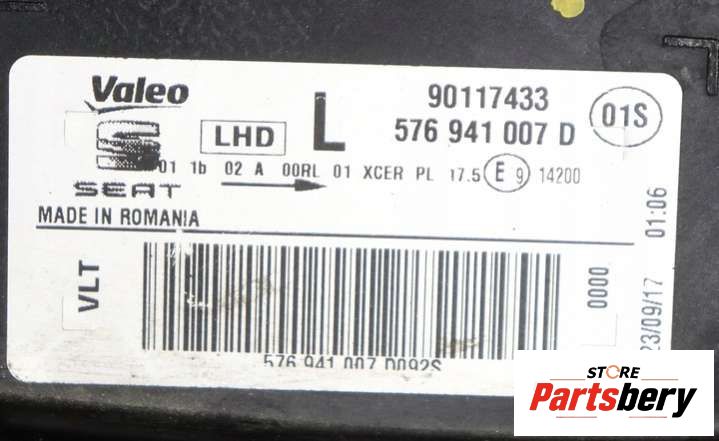 Valeo
S
SEAT
LHD
L
90117433
576 941 007 D
01S
01 1b 02 A 00RL 01 XCER PL 17.5 E 9 14200
MADE IN ROMANIA
VLT
0000
23/09/17 01:06
576 941 007 D092S
STORE
Partsbery